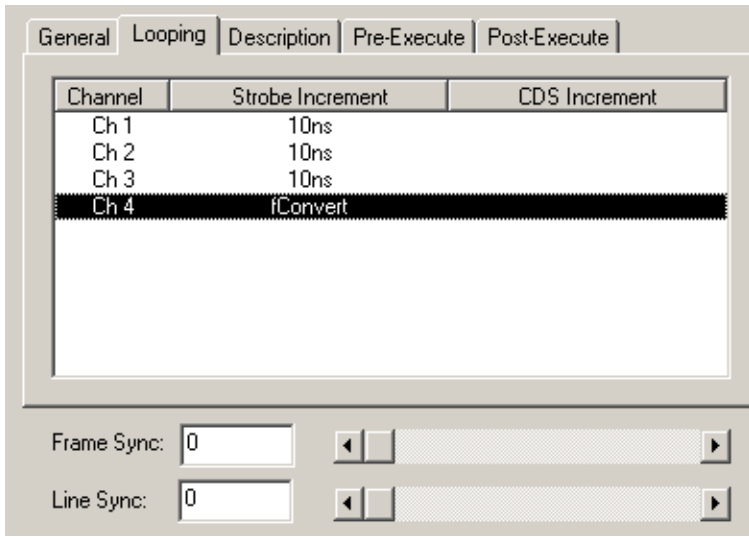 General Looping Description Pre-Execute Post-Execute
Channel Strobe Increment CDS Increment
Ch 1 10ns
Ch 2 10ns
Ch 3 10ns
Ch 4 fConvert
Frame Sync: 0
Line Sync: 0